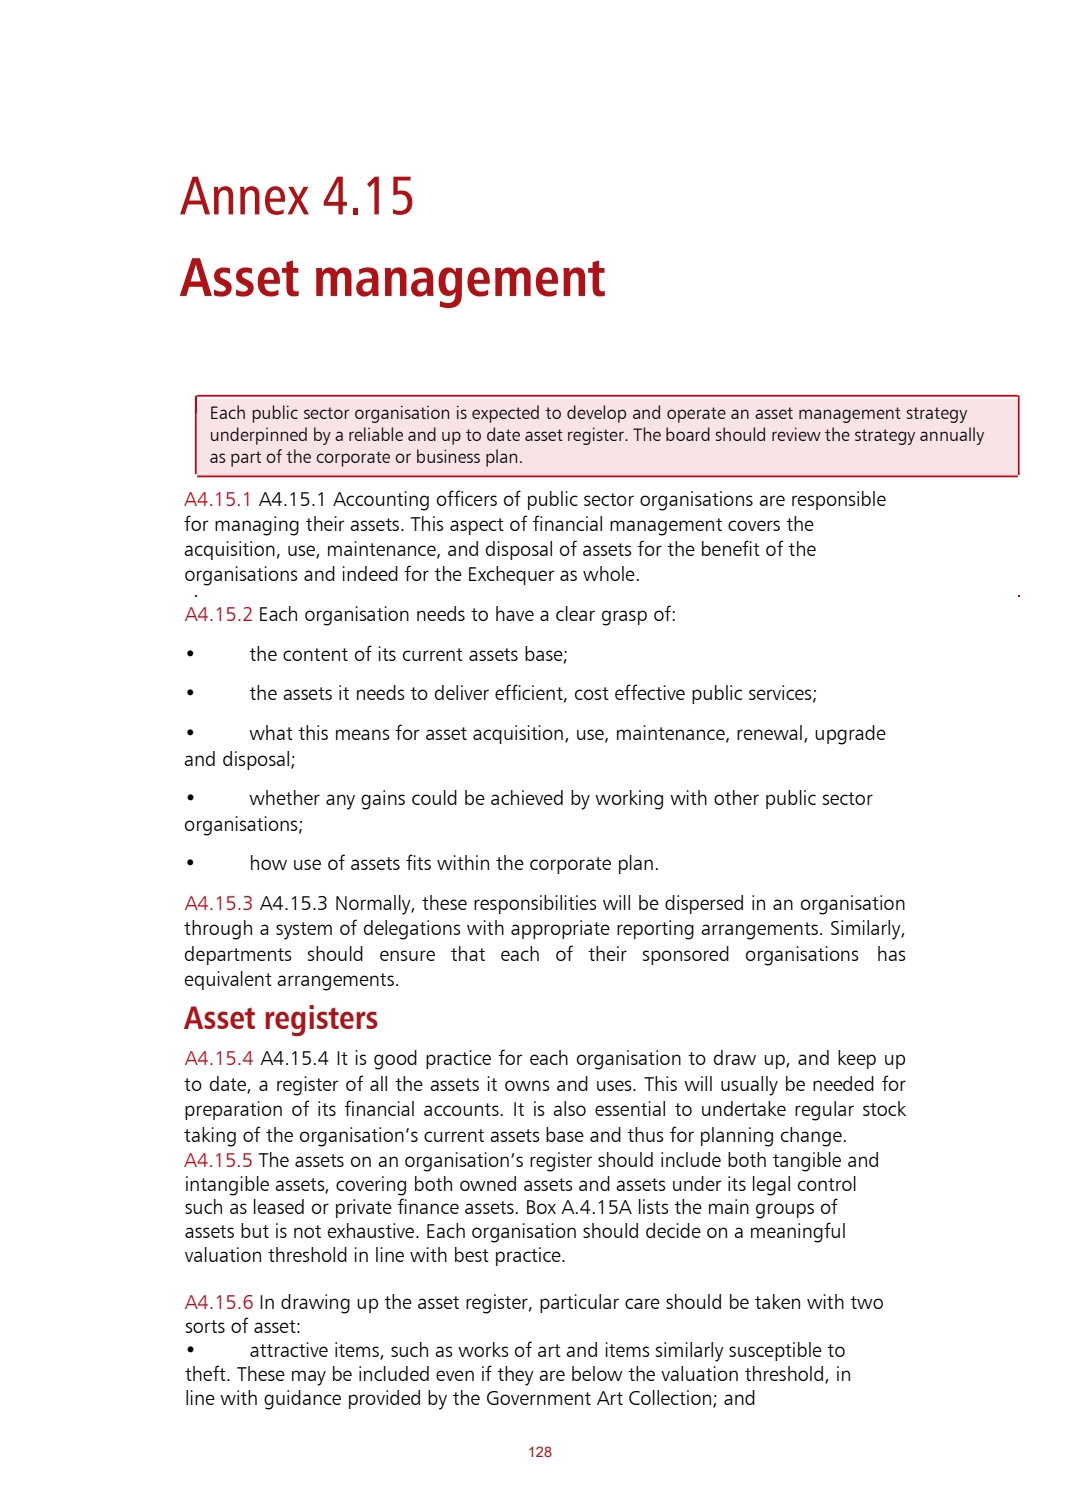 Annex 4.15
Asset management
Each public sector organisation is expected to develop and operate an asset management strategy
underpinned by a reliable and up to date asset register. The board should review the strategy annually
as part of the corporate or business plan.
A4.15.1 A4.15.1 Accounting officers of public sector organisations are responsible
for managing their assets. This aspect of financial management covers the
acquisition, use, maintenance, and disposal of assets for the benefit of the
organisations and indeed for the Exchequer as whole.
A4.15.2 Each organisation needs to have a clear grasp of:
• the content of its current assets base;
• the assets it needs to deliver efficient, cost effective public services;
• what this means for asset acquisition, use, maintenance, renewal, upgrade
and disposal;
• whether any gains could be achieved by working with other public sector
organisations;
• how use of assets fits within the corporate plan.
A4.15.3 A4.15.3 Normally, these responsibilities will be dispersed in an organisation
through a system of delegations with appropriate reporting arrangements. Similarly,
departments should ensure that each of their sponsored organisations has
equivalent arrangements.
Asset registers
A4.15.4 A4.15.4 It is good practice for each organisation to draw up, and keep up
to date, a register of all the assets it owns and uses. This will usually be needed for
preparation of its financial accounts. It is also essential to undertake regular stock
taking of the organisation's current assets base and thus for planning change.
A4.15.5 The assets on an organisation's register should include both tangible and
intangible assets, covering both owned assets and assets under its legal control
such as leased or private finance assets. Box A.4.15A lists the main groups of
assets but is not exhaustive. Each organisation should decide on a meaningful
valuation threshold in line with best practice.
A4.15.6 In drawing up the asset register, particular care should be taken with two
sorts of asset:
• attractive items, such as works of art and items similarly susceptible to
theft. These may be included even if they are below the valuation threshold, in
line with guidance provided by the Government Art Collection; and
128